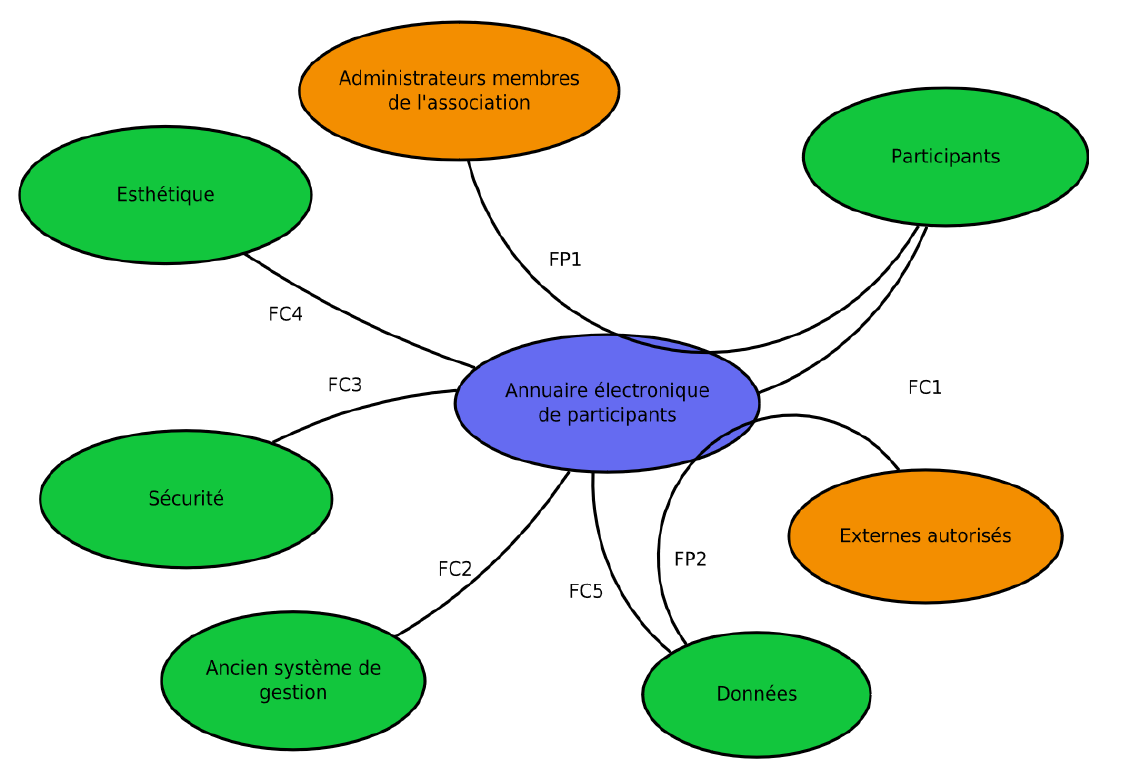 Administrateurs membres
de l'association
Participants
Esthétique
FP1
FC4
FC3
FC1
Annuaire électronique
de participants
Sécurité
Externes autorisés
FP2
FC2
FC5
Ancien système de
gestion
Données